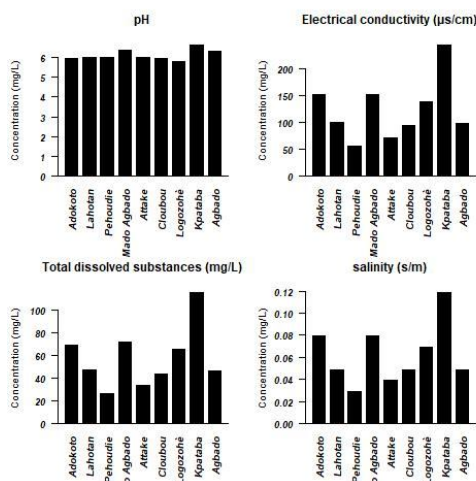 pH
Concentration (mg/L)
6
5
4
3
2
1
0
Adokoto
Lahotan
Pehoudie
Mado Agbado
Attake
Cloubou
Logozohè
Kpataba
Agbado
Electrical conductivity (µs/cm)
Concentration (mg/L)
200
150
100
50
0
Adokoto
Lahotan
Pehoudie
Mado Agbado
Attake
Cloubou
Logozohè
Kpataba
Agbado
Total dissolved substances (mg/L)
Concentration (mg/L)
100
80
60
40
20
0
Adokoto
Lahotan
Pehoudie
o Agbado
Attake
Cloubou
Logozohè
Kpataba
Agbado
salinity (s/m)
Concentration (mg/L)
0.12
0.10
0.08
0.06
0.04
0.02
0.00
Adokoto
Lahotan
Pehoudie
o Agbado
Attake
Cloubou
Logozohè
Kpataba
Agbado